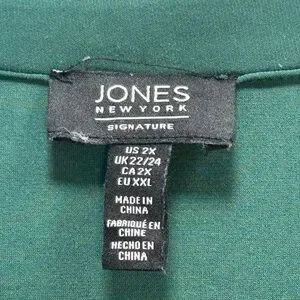 JONES
NEW YORK
SIGNATURE
US 2X
UK 22/24
CA 2X
EU XXL
MADE IN
CHINA
FABRIQUÉ EN
CHINE
HECHO EN
CHINA